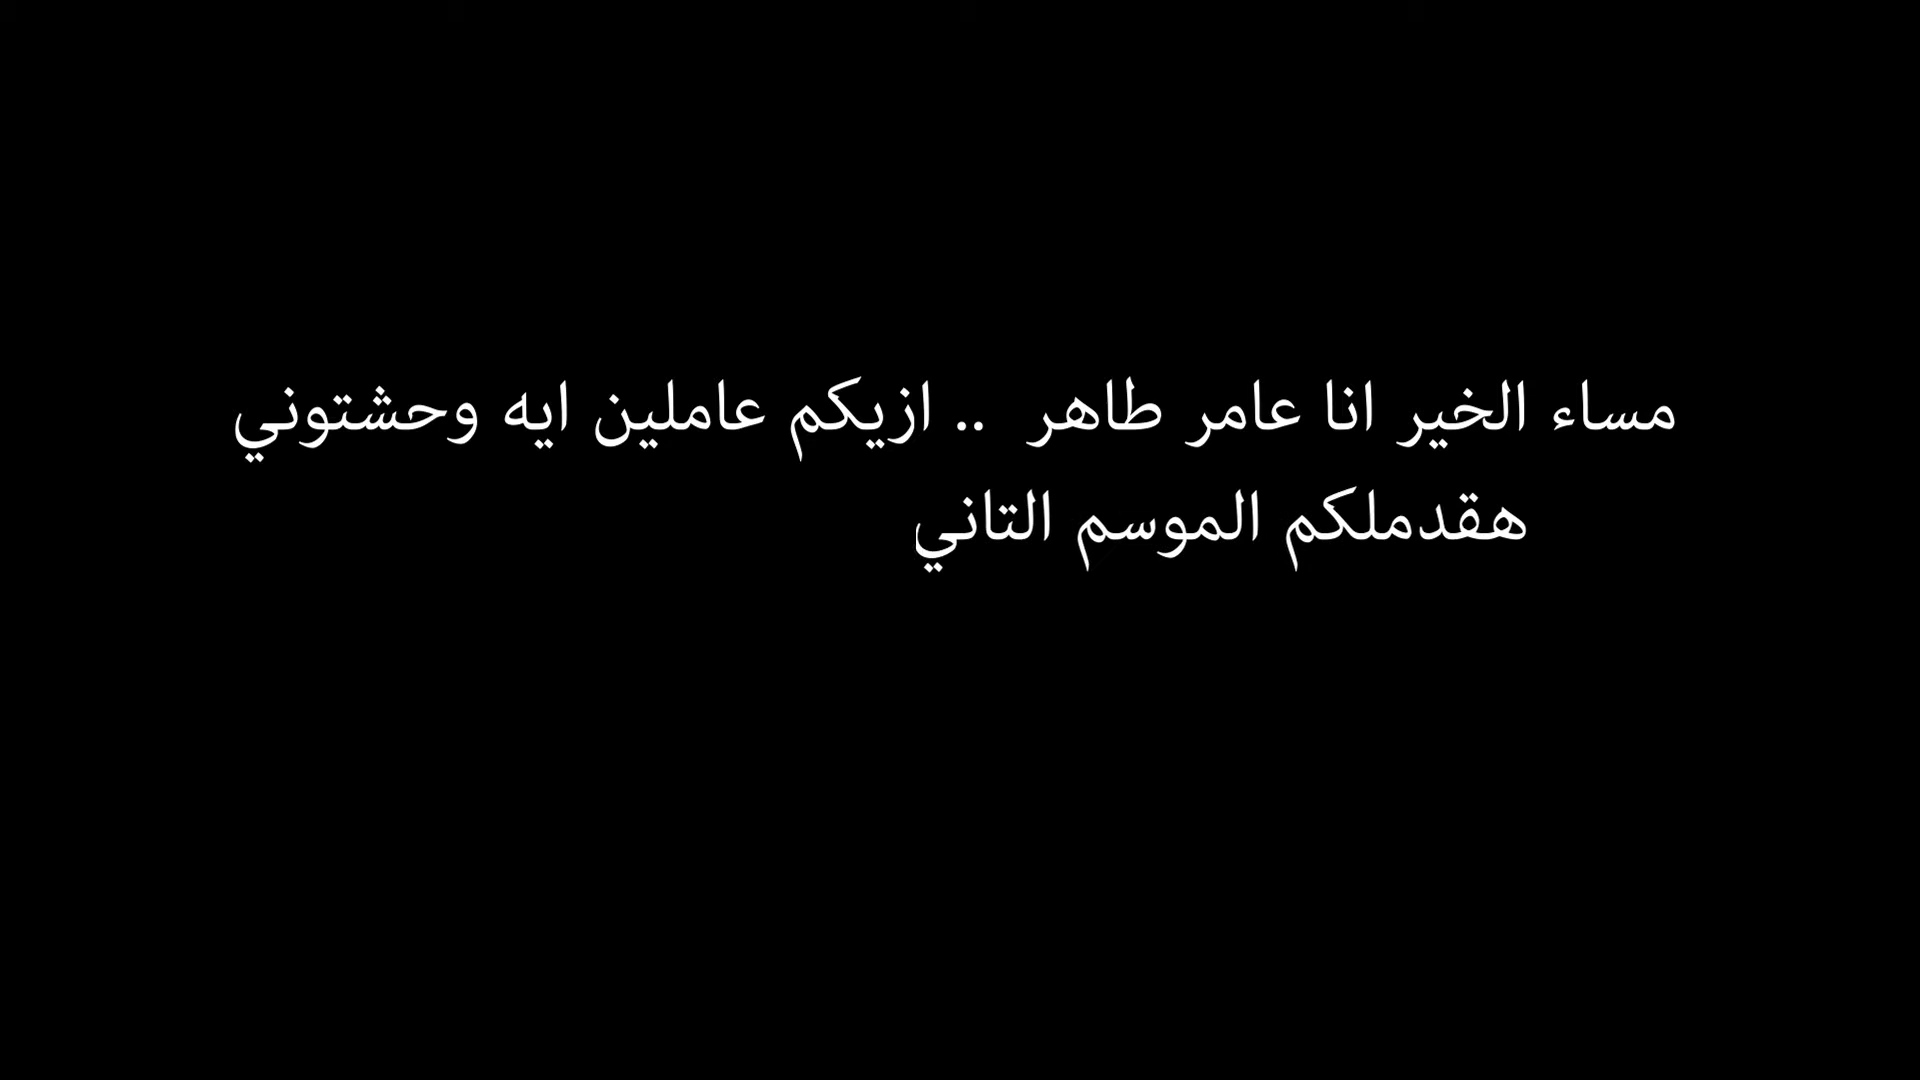 مساء الخير انا عامر طاهر .. ازيكم عاملين ايه وحشتوني
هقدملكم الموسم التاني